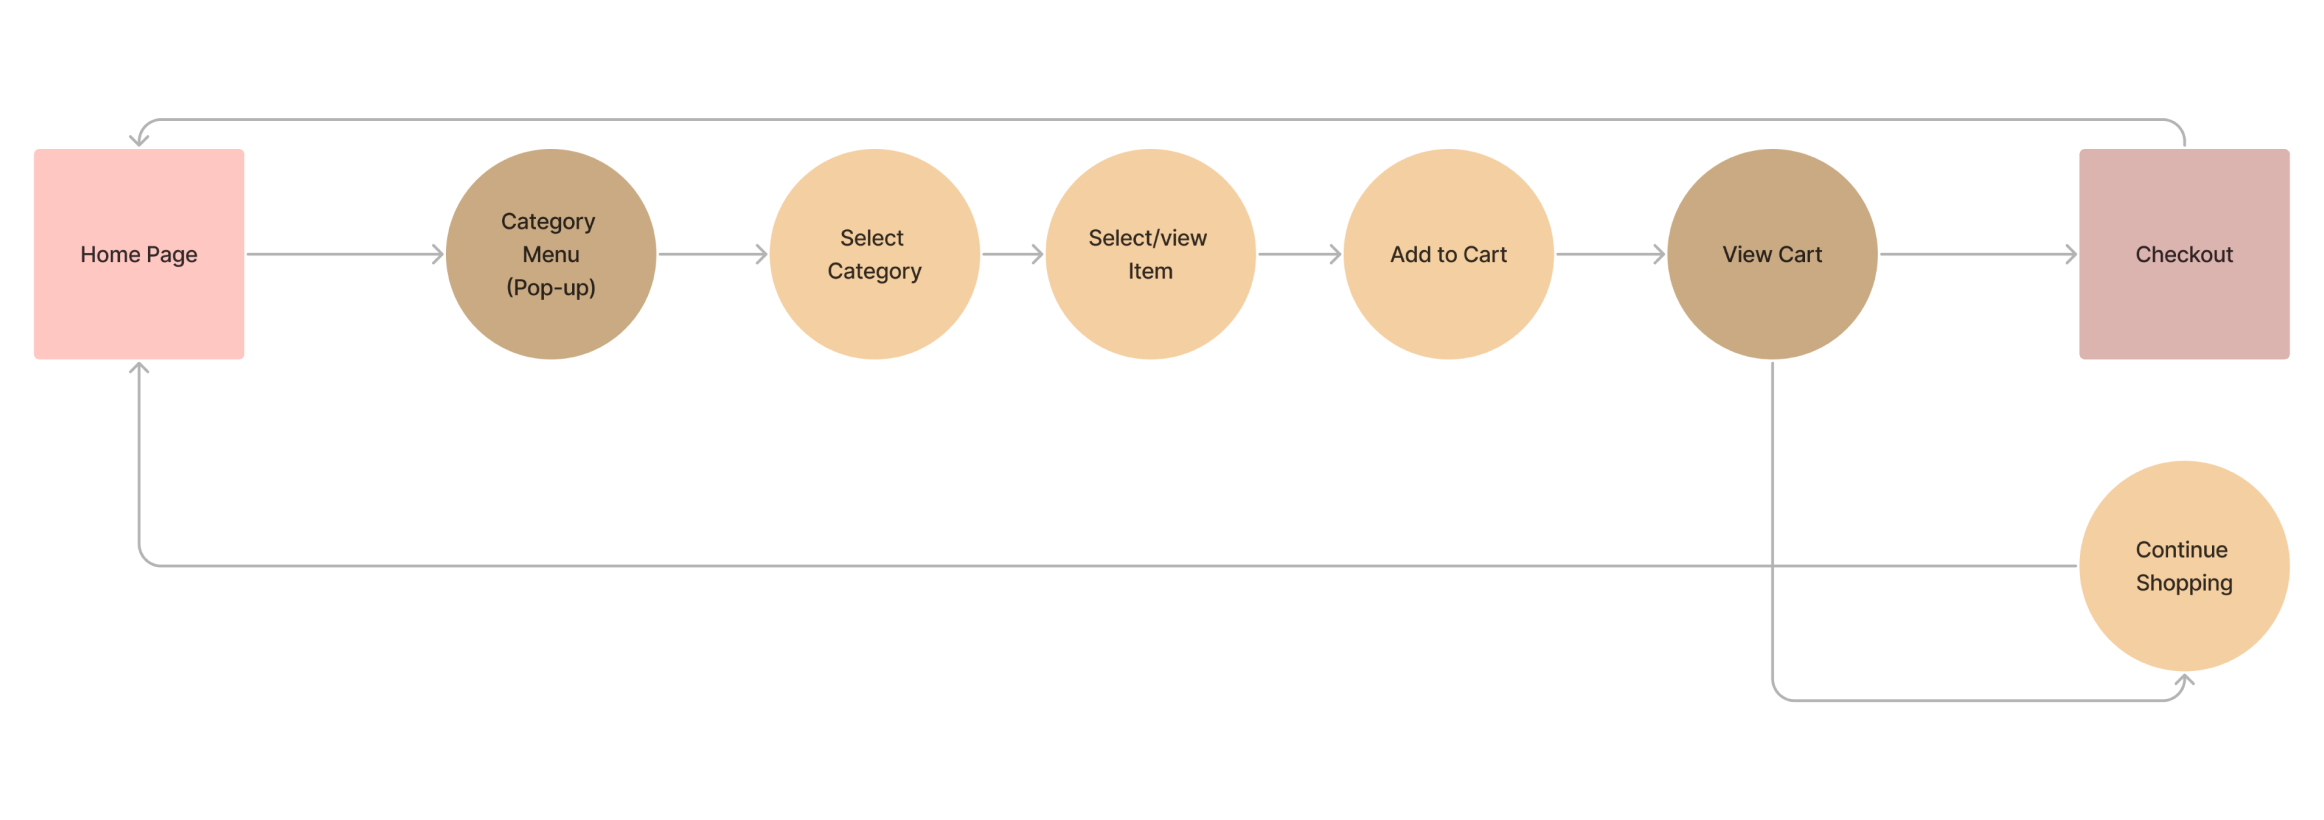 Home Page
Category
Menu
(Pop-up)
Select
Category
Select/view
Item
Add to Cart
View Cart
Checkout
Continue
Shopping